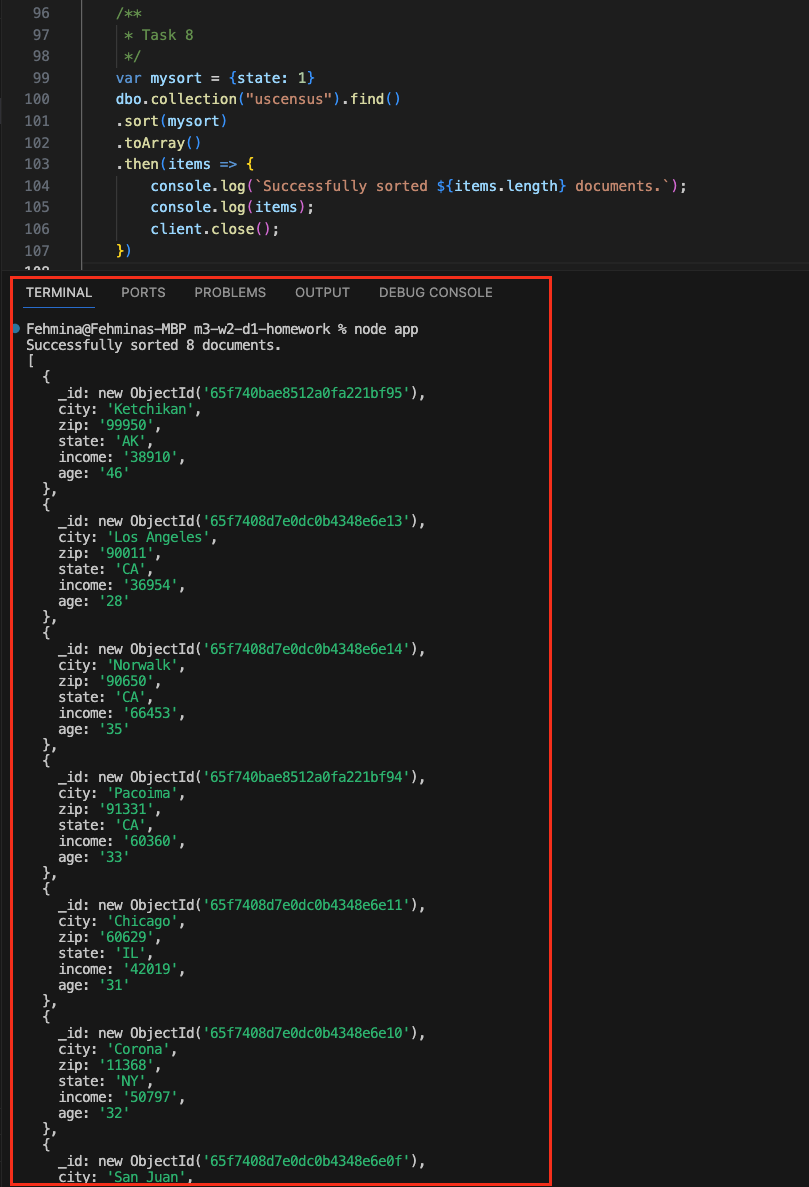 96 /**
97 * Task 8
98 */
99 var mysort = {state: 1}
100 dbo.collection("uscensus").find()
101 .sort(mysort)
102 .toArray()
103 .then(items => {
104 console.log(`Successfully sorted ${items.length} documents.`);
105 console.log(items);
106 client.close();
107 })
108
TERMINAL PORTS PROBLEMS OUTPUT DEBUG CONSOLE
Fehmina@Fehminas-MBP m3-w2-d1-homework % node app
Successfully sorted 8 documents.
[
{
_id: new ObjectId('65f740bae8512a0fa221bf95'),
city: 'Ketchikan',
zip: '99950',
state: 'AK',
income: '38910',
age: '46'
},
{
_id: new ObjectId('65f7408d7e0dc0b4348e6e13'),
city: 'Los Angeles',
zip: '90011',
state: 'CA',
income: '36954',
age: '28'
},
{
_id: new ObjectId('65f7408d7e0dc0b4348e6e14'),
city: 'Norwalk',
zip: '90650',
state: 'CA',
income: '66453',
age: '35'
},
{
_id: new ObjectId('65f740bae8512a0fa221bf94'),
city: 'Pacoima',
zip: '91331',
state: 'CA',
income: '60360',
age: '33'
},
{
_id: new ObjectId('65f7408d7e0dc0b4348e6e11'),
city: 'Chicago',
zip: '60629',
state: 'IL',
income: '42019',
age: '31'
},
{
_id: new ObjectId('65f7408d7e0dc0b4348e6e10'),
city: 'Corona',
zip: '11368',
state: 'NY',
income: '50797',
age: '32'
},
{
_id: new ObjectId('65f7408d7e0dc0b4348e6e0f'),
city: 'San Juan',